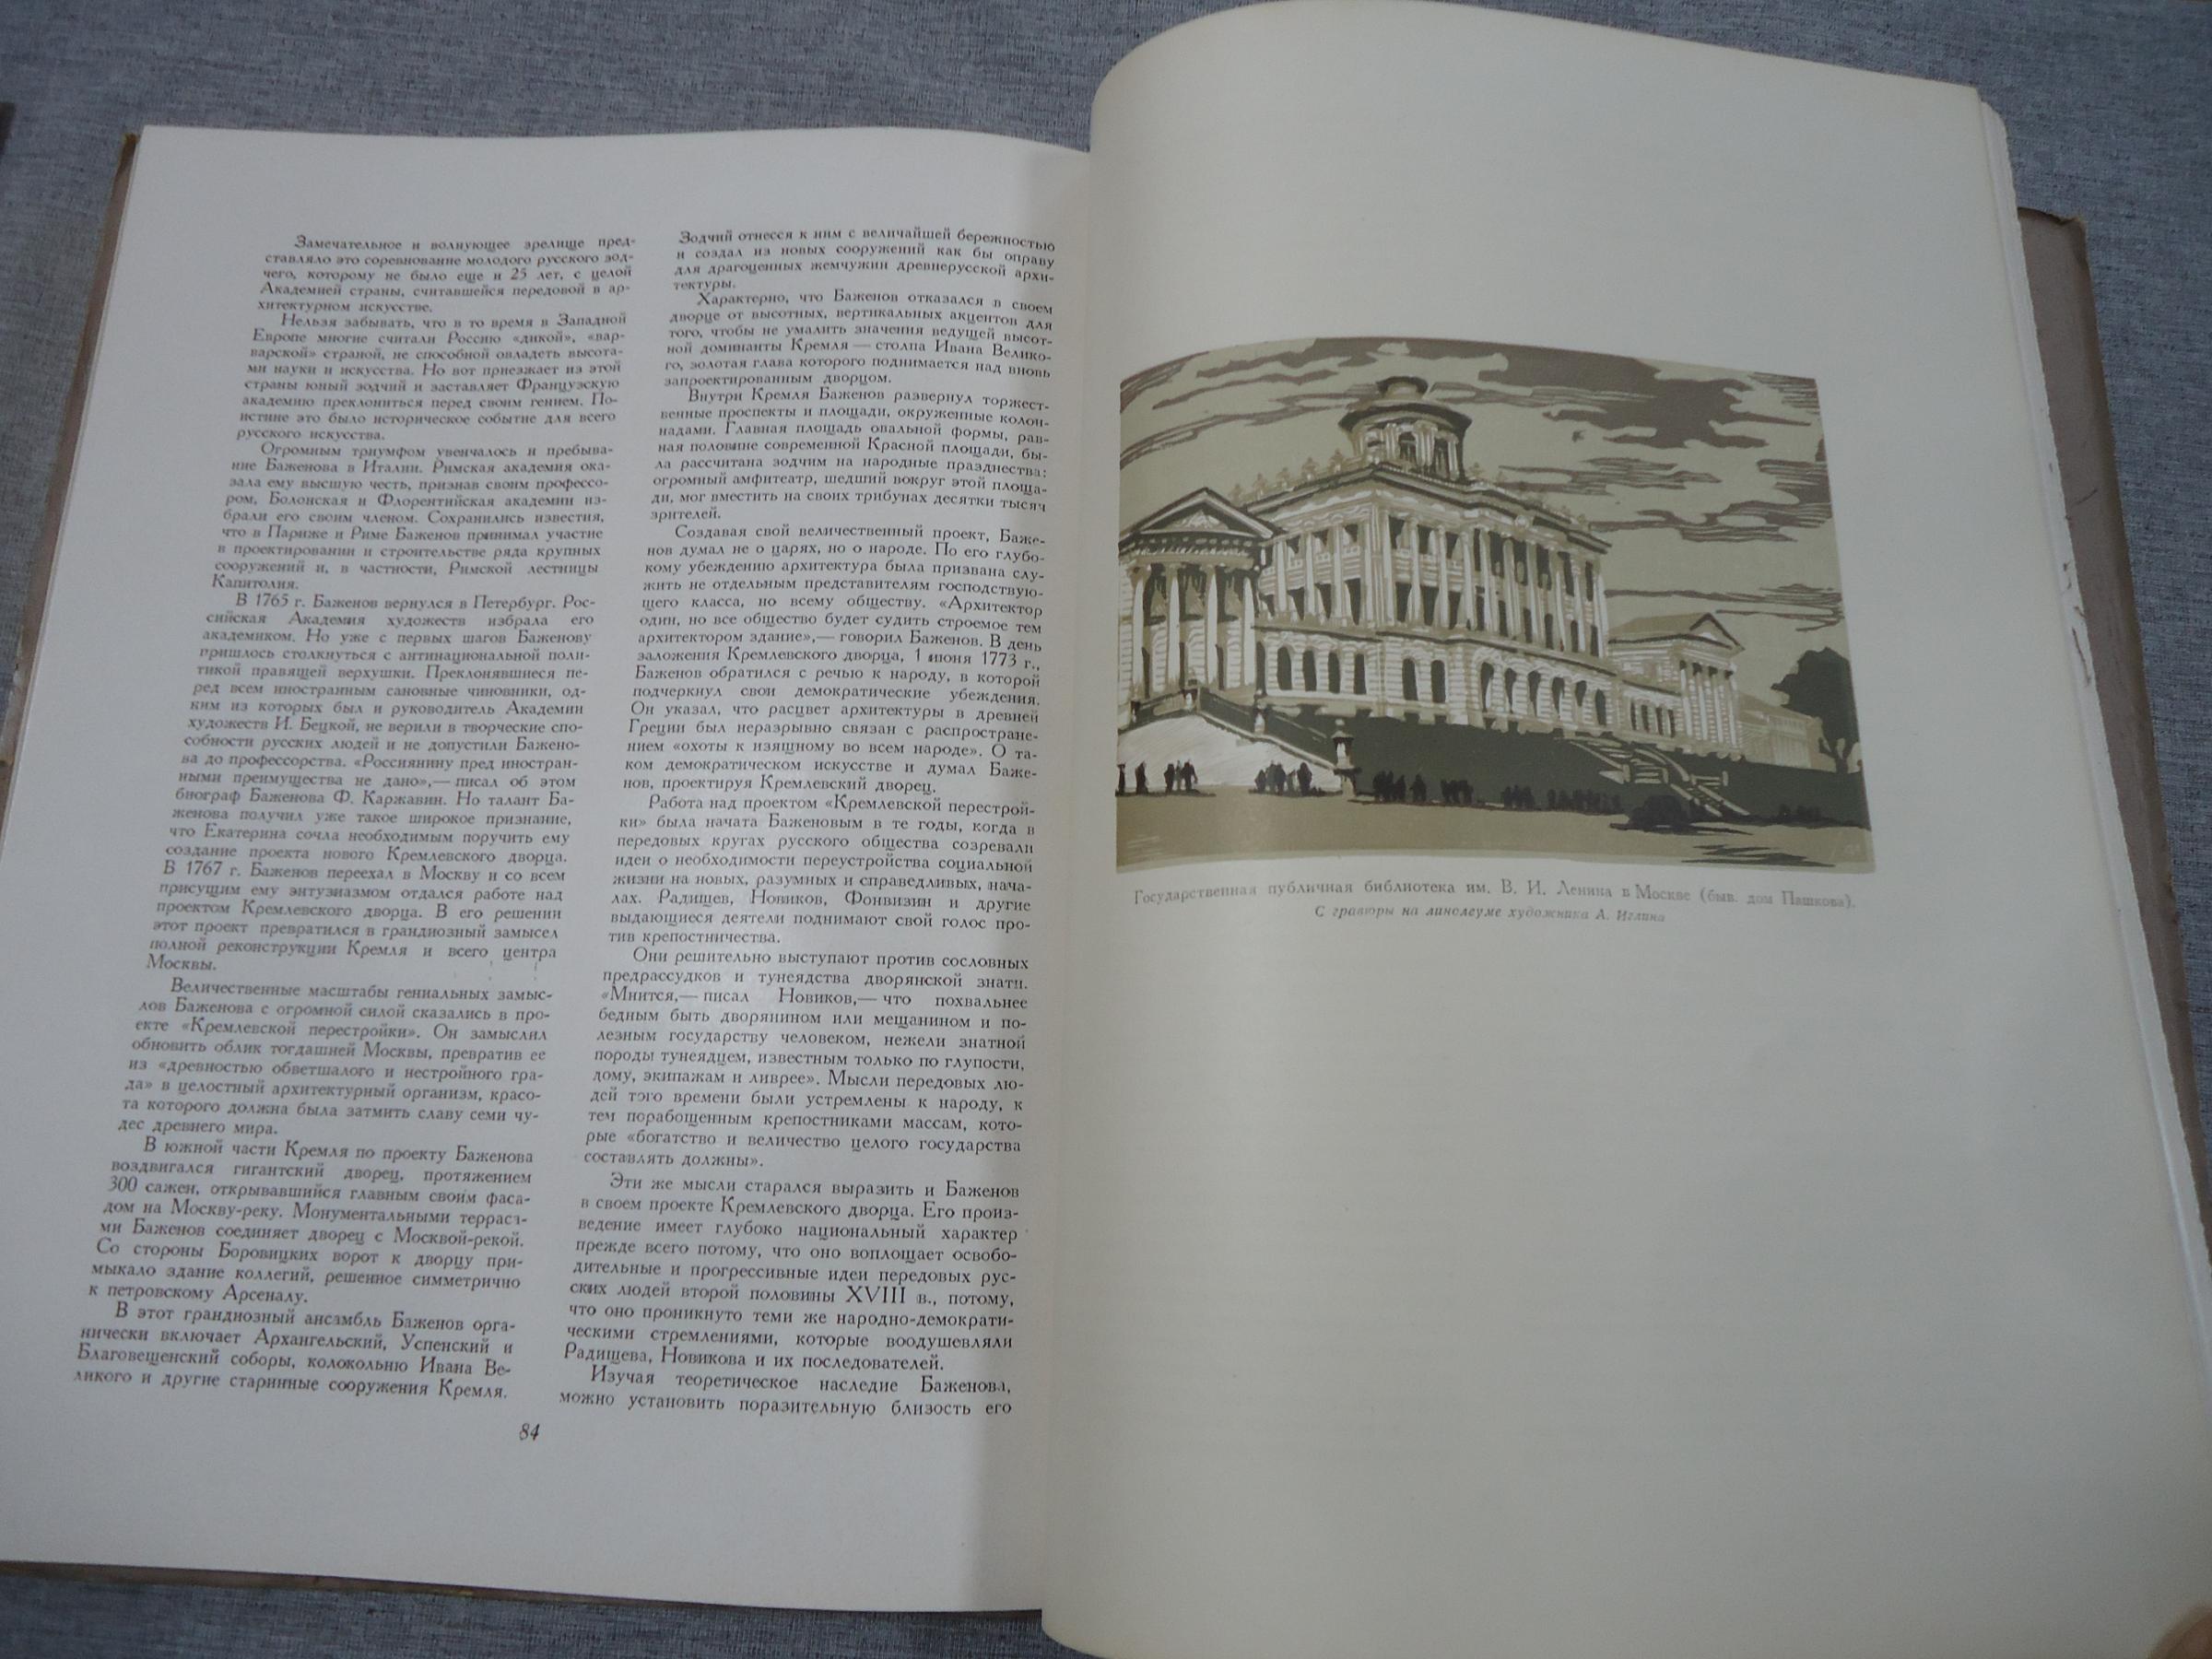 Замечательное и волнующее зрелище пред-
ставляло это соревнование молодого русского зод-
чего, которому не было еще и 25 лет, с целой
Академией страны, считавшейся передовой в ар-
хитектурном искусстве.
Нельзя забывать, что в то время в Западной
Европе многие считали Россию «дикой», «вар-
варской» страной, не способной овладеть высота-
ми науки и искусства. Но вот приезжает из этой
страны юный зодчий и заставляет Французскую
академию преклониться перед своим гением. По-
истине это было историческое событие для всего
русского искусства.
Огромным триумфом увенчалось и пребыва-
ние Баженова в Италии. Римская академия ока-
зала ему высшую честь, признав своим профессо-
ром, Болонская и Флорентийская академии из-
брали его своим членом. Сохранились известия,
что в Париже и Риме Баженов принимал участие
в проектировании и строительстве ряда крупных
сооружений и, в частности, Римской лестницы
Капитолия.
В 1765 г. Баженов вернулся в Петербург. Рос-
сийская Академия художеств избрала его
академиком. Но уже с первых шагов Баженову
пришлось столкнуться с антинациональной поли-
тикой правящей верхушки. Преклонявшиеся пе-
ред всем иностранным сановные чиновники, од-
ним из которых был и руководитель Академии
художеств И. Бецкой, не верили в творческие спо-
собности русских людей и не допустили Бажено-
ва до профессорства. «Россиянину пред иностран-
ными преимущества не дано»,— писал об этом
биограф Баженова Ф. Каржавин. Но талант Ба-
женова получил уже такое широкое признание,
что Екатерина сочла необходимым поручить ему
создание проекта нового Кремлевского дворца.
В 1767 г. Баженов переехал в Москву и со всем
присущим ему энтузиазмом отдался работе над
проектом Кремлевского дворца. В его решении
этот проект превратился в грандиозный замысел
полной реконструкции Кремля и всего центра
Москвы.
Величественные масштабы гениальных замыс-
лов Баженова с огромной силой сказались в про-
екте «Кремлевской перестройки». Он замыслил
обновить облик тогдашней Москвы, превратив ее
из «древностью обветшалого и нестройного гра-
да» в целостный архитектурный организм, красо-
та которого должна была затмить славу семи чу-
дес древнего мира.
В южной части Кремля по проекту Баженова
воздвигался гигантский дворец, протяжением
300 сажен, открывавшийся главным своим фаса-
дом на Москву-реку. Монументальными терраса-
ми Баженов соединяет дворец с Москвой-рекой.
Со стороны Боровицких ворот к дворцу при-
мыкало здание коллегий, решенное симметрично
к петровскому Арсеналу.
В этот грандиозный ансамбль Баженов орга-
нически включает Архангельский, Успенский и
Благовещенский соборы, колокольню Ивана Ве-
ликого и другие старинные сооружения Кремля.
Зодчий отнесся к ним с величайшей бережностью
и создал из новых сооружений как бы оправу
для драгоценных жемчужин древнерусской архи-
тектуры.
Характерно, что Баженов отказался в своем
дворце от высотных, вертикальных акцентов для
того, чтобы не умалить значения ведущей высот-
ной доминанты Кремля — столпа Ивана Велико-
го, золотая глава которого поднимается над вновь
запроектированным дворцом.
Внутри Кремля Баженов развернул торжест-
венные проспекты и площади, окруженные колон-
надами. Главная площадь овальной формы, рав-
ная половине современной Красной площади, бы-
ла рассчитана зодчим на народные празднества:
огромный амфитеатр, шедший вокруг этой площа-
ди, мог вместить на своих трибунах десятки тысяч
зрителей.
Создавая свой величественный проект, Баже-
нов думал не о царях, но о народе. По его глубо-
кому убеждению архитектура была призвана слу-
жить не отдельным представителям господствую-
щего класса, но всему обществу. «Архитектор
один, но все общество будет судить строемое тем
архитектором здание»,— говорил Баженов. В день
заложения Кремлевского дворца, 1 июня 1773 г.,
Баженов обратился с речью к народу, в которой
подчеркнул свои демократические убеждения.
Он указал, что расцвет архитектуры в древней
Греции был неразрывно связан с распростране-
нием «охоты к изящному во всем народе». О та-
ком демократическом искусстве и думал Баже-
нов, проектируя Кремлевский дворец.
Работа над проектом «Кремлевской перестрой-
ки» была начата Баженовым в те годы, когда в
передовых кругах русского общества созревали
идеи о необходимости переустройства социальной
жизни на новых, разумных и справедливых, нача-
лах. Радищев, Новиков, Фонвизин и другие
выдающиеся деятели поднимают свой голос про-
тив крепостничества.
Они решительно выступают против сословных
предрассудков и тунеядства дворянской знати.
«Мнится,— писал Новиков,— что похвальнее
бедным быть дворянином или мещанином и по-
лезным государству человеком, нежели знатной
породы тунеядцем, известным только по глупости,
дому, экипажам и ливрее». Мысли передовых лю-
дей того времени были устремлены к народу, к
тем порабощенным крепостниками массам, кото-
рые «богатство и величество целого государства
составлять должны».
Эти же мысли старался выразить и Баженов
в своем проекте Кремлевского дворца. Его произ-
ведение имеет глубоко национальный характер
прежде всего потому, что оно воплощает освобо-
дительные и прогрессивные идеи передовых рус-
ских людей второй половины XVIII в., потому,
что оно проникнуто теми же народно-демократи-
ческими стремлениями, которые воодушевляли
Радищева, Новикова и их последователей.
Изучая теоретическое наследие Баженова,
можно установить поразительную близость его
84
Государственная публичная библиотека им. В. И. Ленина в Москве (быв. дом Пашкова).
С гравюры на линолеуме художника А. Иглина